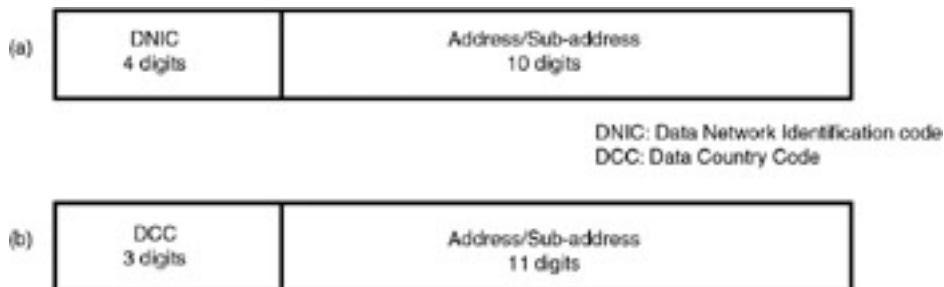 (a)
DNIC
4 digits
Address/Sub-address
10 digits
DNIC: Data Network Identification code
DCC: Data Country Code
(b)
DCC
3 digits
Address/Sub-address
11 digits